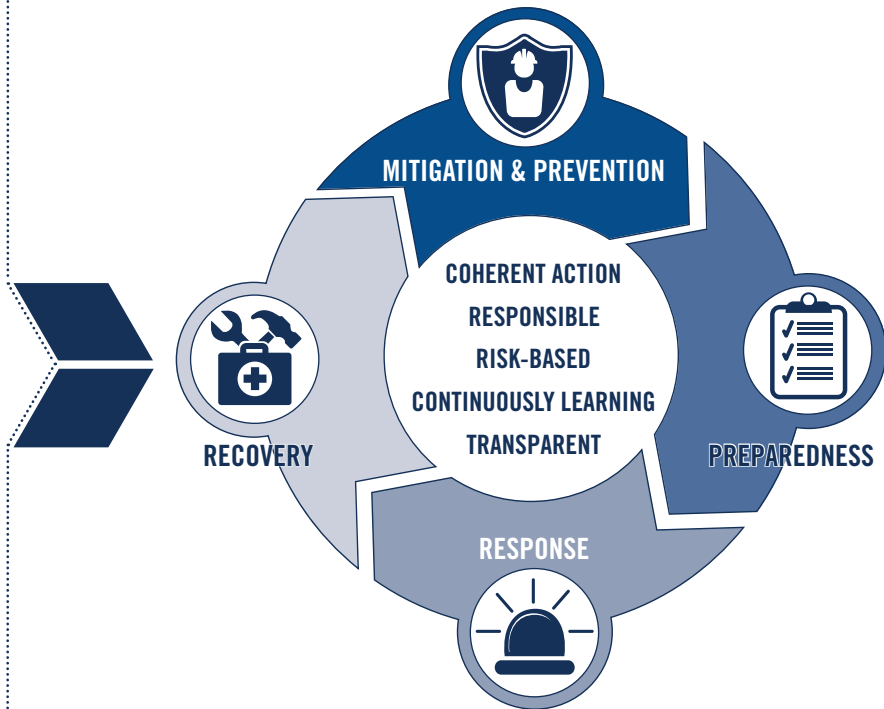 MITIGATION & PREVENTION
COHERENT ACTION
RESPONSIBLE
RISK-BASED
CONTINUOUSLY LEARNING
TRANSPARENT
RECOVERY
PREPAREDNESS
RESPONSE